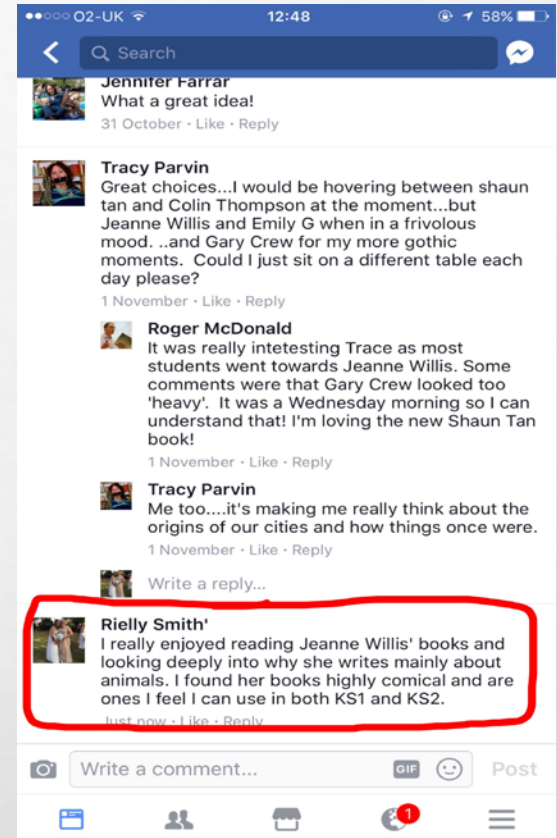 O2-UK 12:48 58%
Search
Jennifer Farrar
What a great idea!
31 October · Like · Reply
Tracy Parvin
Great choices...I would be hovering between shaun
tan and Colin Thompson at the moment...but
Jeanne Willis and Emily G when in a frivolous
mood. ..and Gary Crew for my more gothic
moments. Could I just sit on a different table each
day please?
1 November · Like · Reply
Roger McDonald
It was really intetesting Trace as most
students went towards Jeanne Willis. Some
comments were that Gary Crew looked too
'heavy'. It was a Wednesday morning so I can
understand that! I'm loving the new Shaun Tan
book!
1 November · Like · Reply
Tracy Parvin
Me too....it's making me really think about the
origins of our cities and how things once were.
1 November · Like · Reply
Write a reply...
Rielly Smith'
I really enjoyed reading Jeanne Willis' books and
looking deeply into why she writes mainly about
animals. I found her books highly comical and are
ones I feel I can use in both KS1 and KS2.
Just now · Like · Reply
Write a comment... GIF Post
1